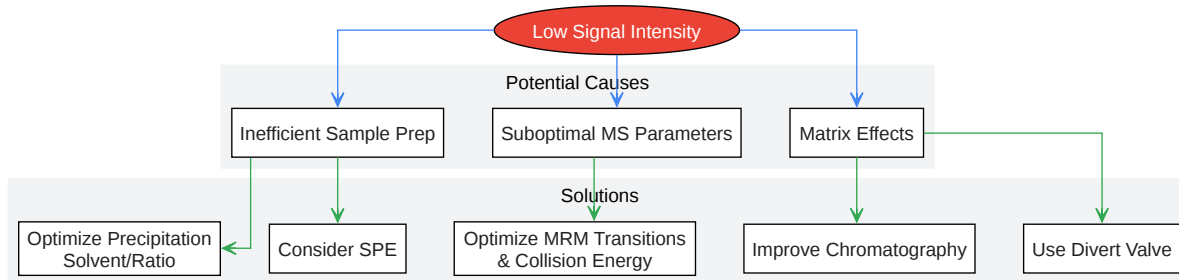 Low Signal Intensity
Potential Causes
Inefficient Sample Prep
Suboptimal MS Parameters
Matrix Effects
Solutions
Optimize Precipitation
Solvent/Ratio
Consider SPE
Optimize MRM Transitions
& Collision Energy
Improve Chromatography
Use Divert Valve